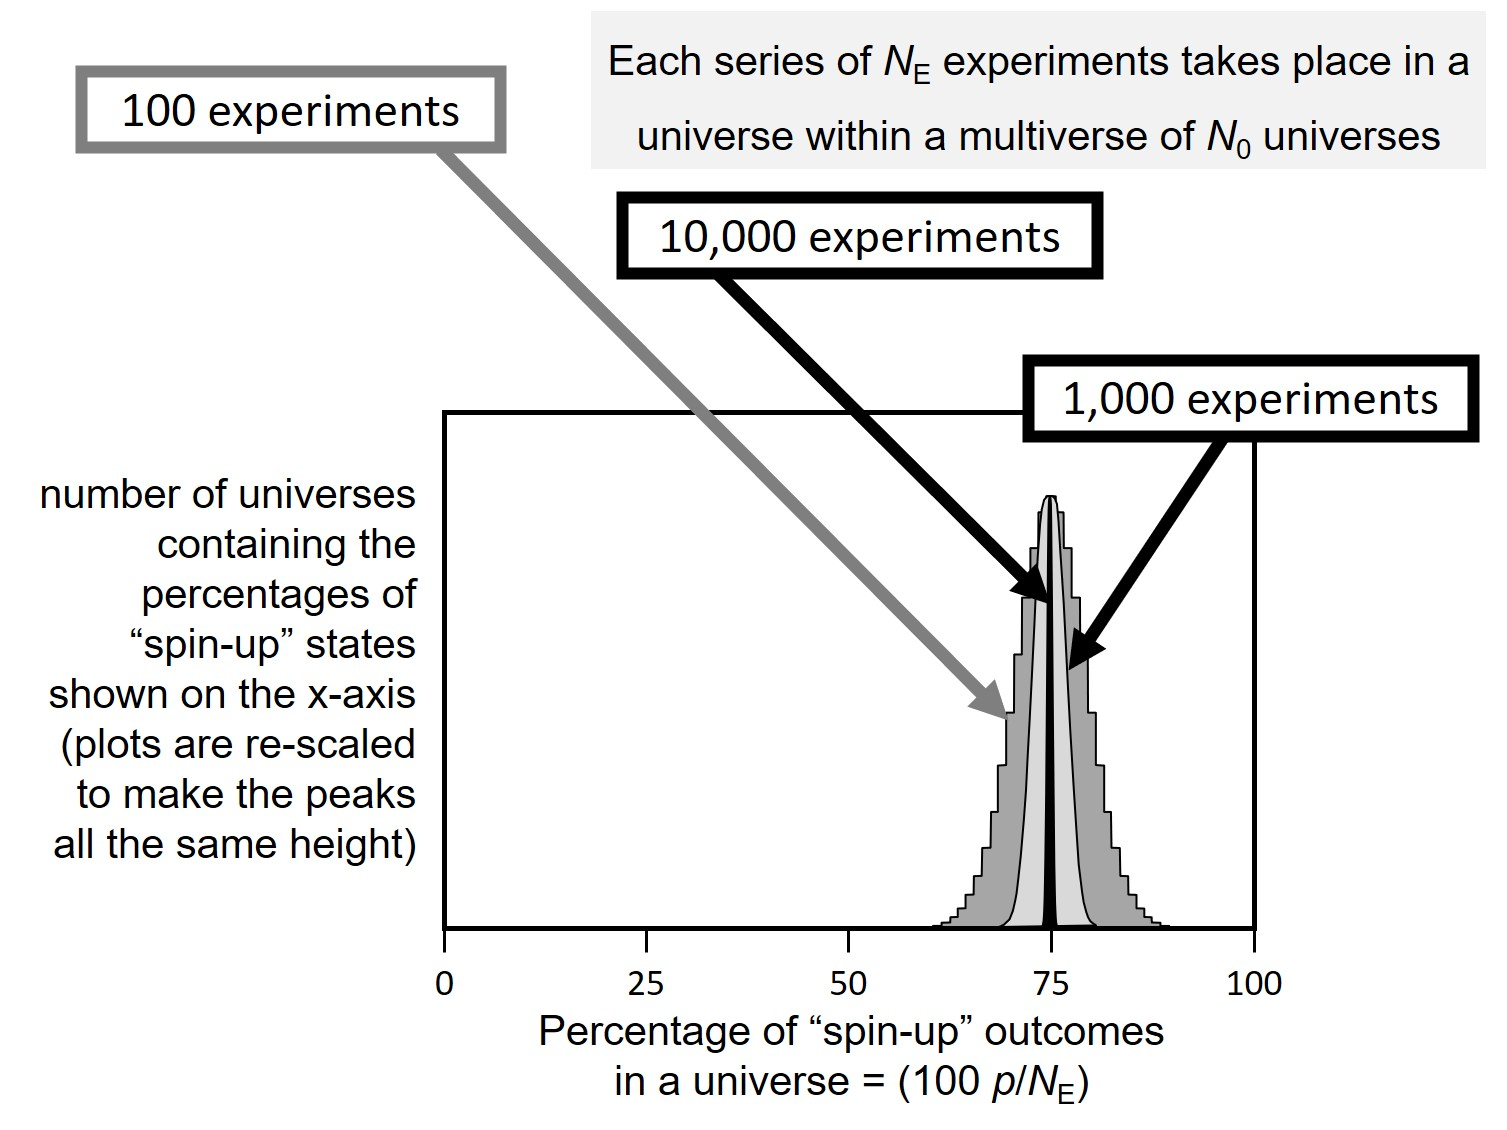 Each series of NE experiments takes place in a
universe within a multiverse of N0 universes
100 experiments
10,000 experiments
1,000 experiments
number of universes
containing the
percentages of
“spin-up” states
shown on the x-axis
(plots are re-scaled
to make the peaks
all the same height)
0 25 50 75 100
Percentage of “spin-up” outcomes
in a universe = (100 p/NE)